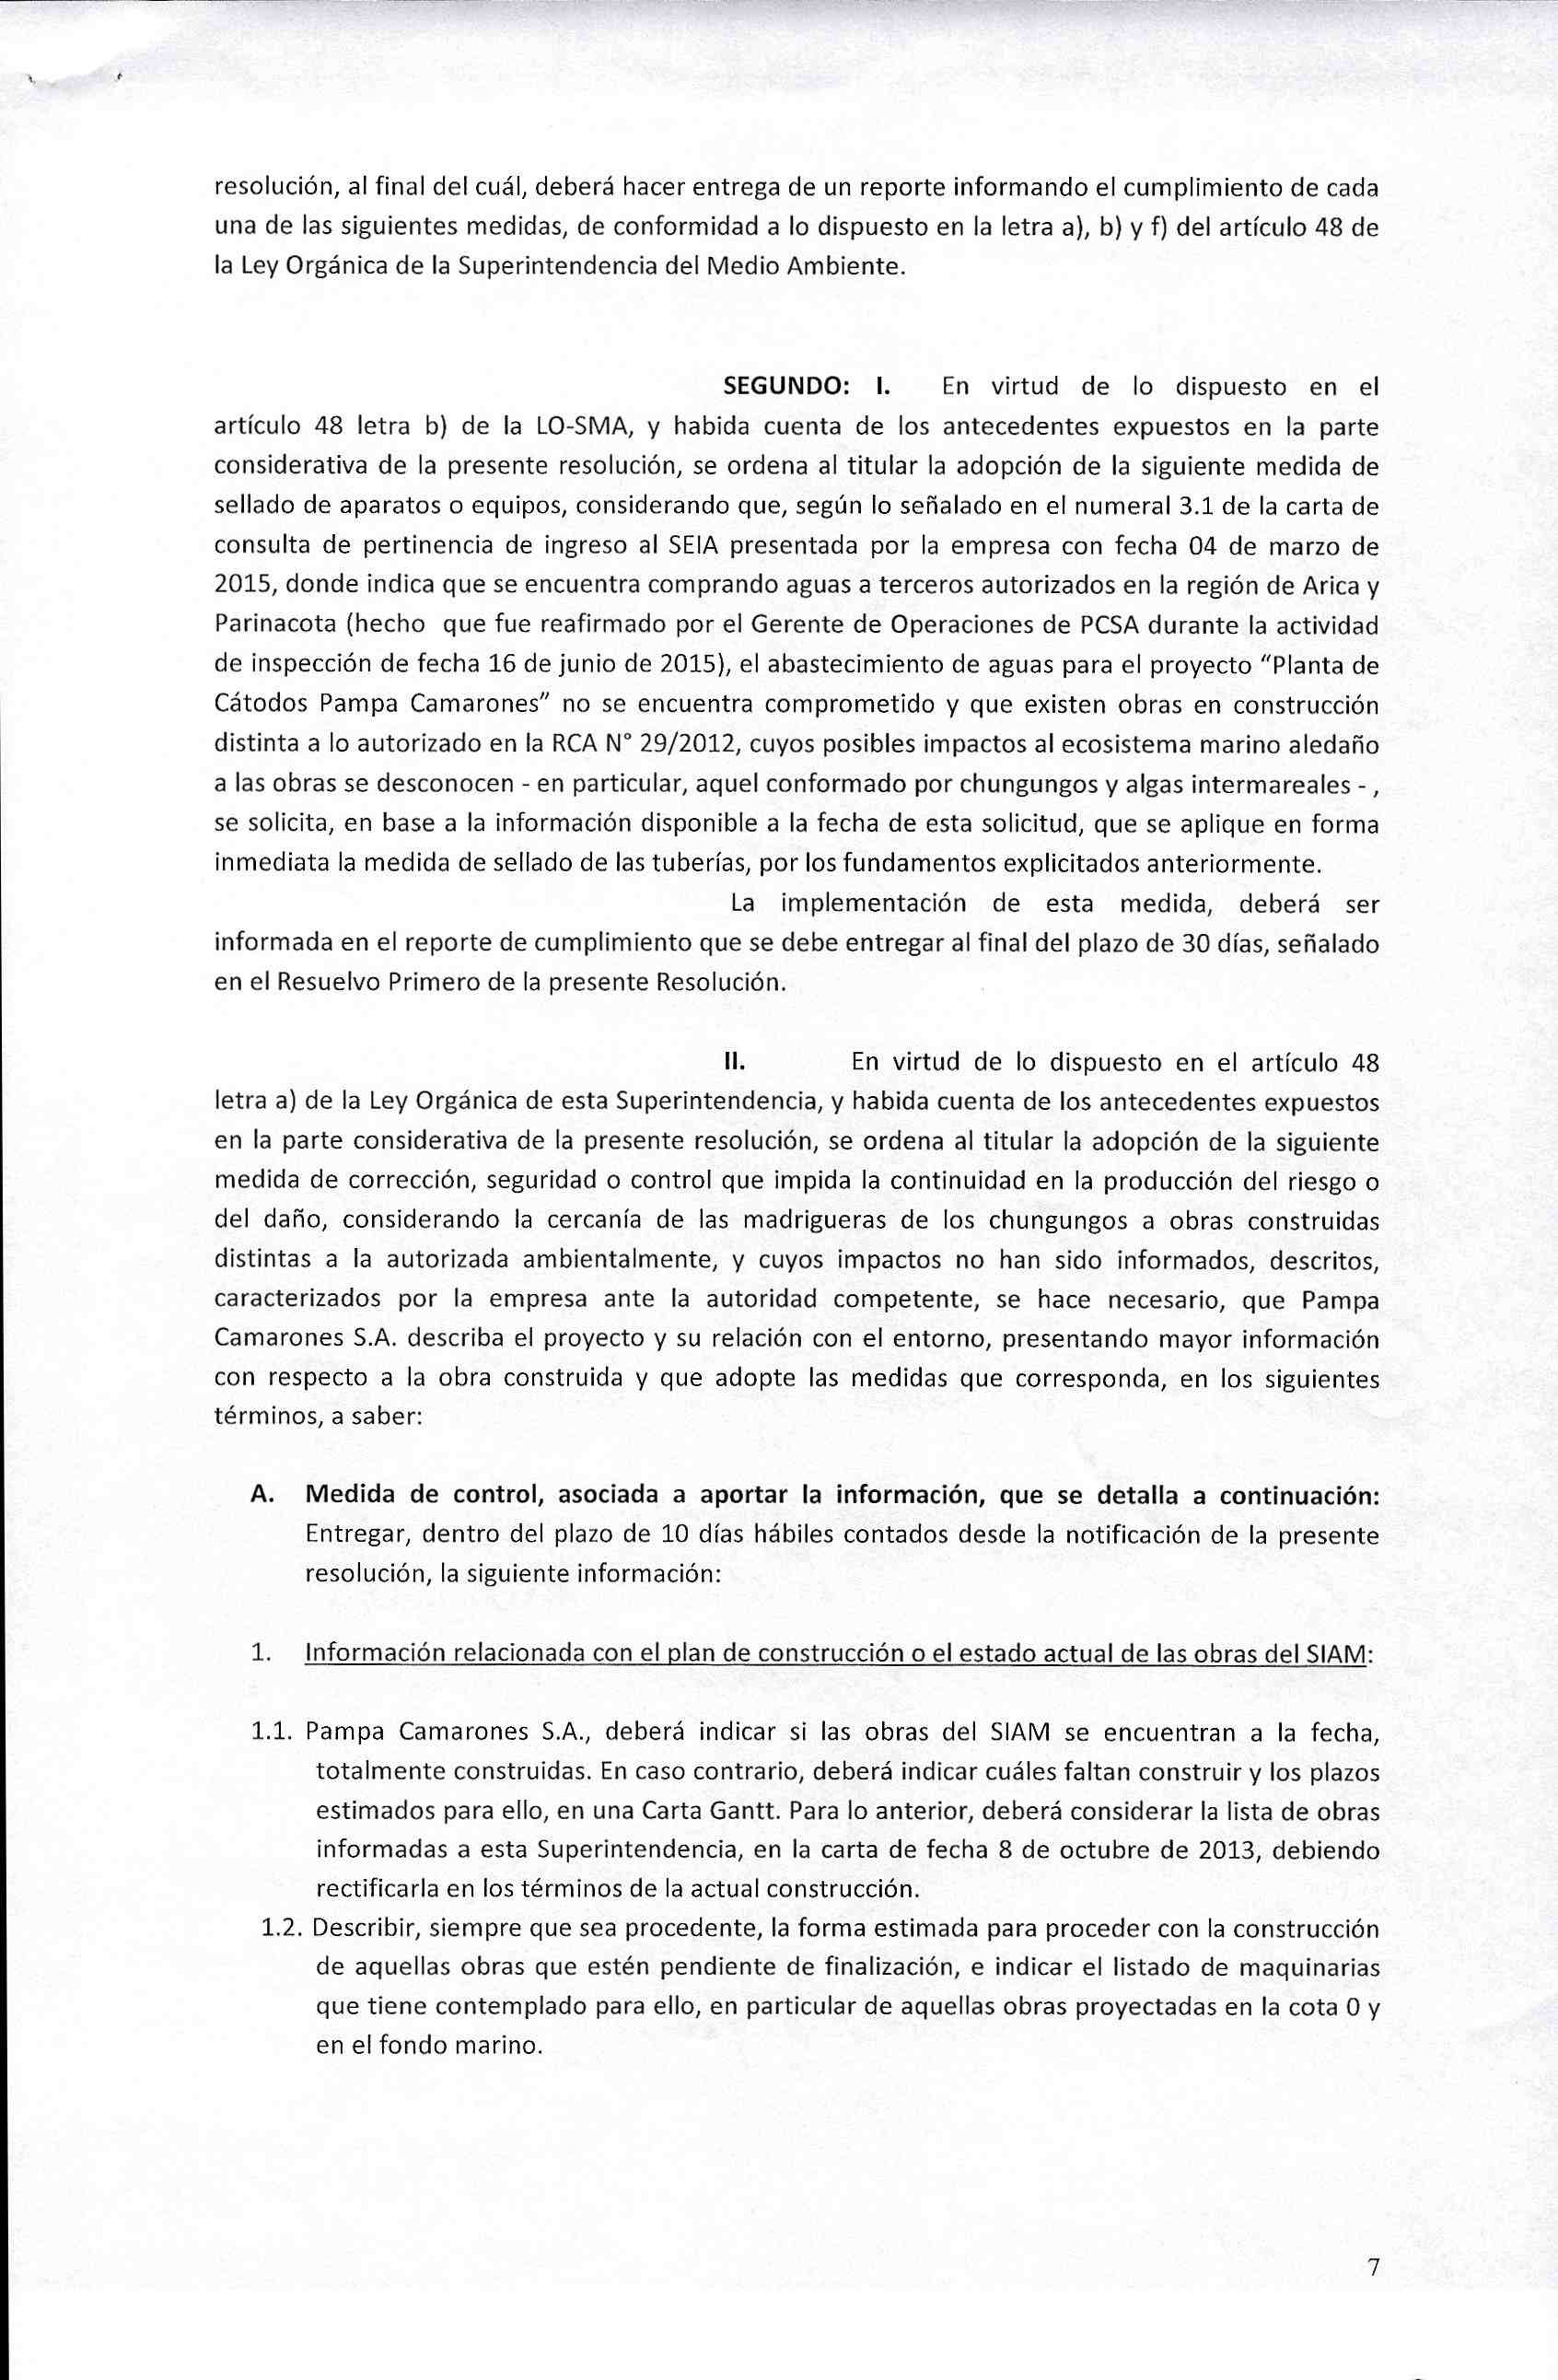 resolución, al final del cuál, deberá hacer entrega de un reporte informando el cumplimiento de cada
una de las siguientes medidas, de conformidad a lo dispuesto en la letra a), b) y f) del artículo 48 de
la Ley Orgánica de la Superintendencia del Medio Ambiente.
SEGUNDO: I. En virtud de lo dispuesto en el
artículo 48 letra b) de la LO-SMA, y habida cuenta de los antecedentes expuestos en la parte
considerativa de la presente resolución, se ordena al titular la adopción de la siguiente medida de
sellado de aparatos o equipos, considerando que, según lo señalado en el numeral 3.1 de la carta de
consulta de pertinencia de ingreso al SEIA presentada por la empresa con fecha 04 de marzo de
2015, donde indica que se encuentra comprando aguas a terceros autorizados en la región de Arica y
Parinacota (hecho que fue reafirmado por el Gerente de Operaciones de PCSA durante la actividad
de inspección de fecha 16 de junio de 2015), el abastecimiento de aguas para el proyecto "Planta de
Cátodos Pampa Camarones" no se encuentra comprometido y que existen obras en construcción
distinta a lo autorizado en la RCA N° 29/2012, cuyos posibles impactos al ecosistema marino aledaño
a las obras se desconocen - en particular, aquel conformado por chungungos y algas intermareales - ,
se solicita, en base a la información disponible a la fecha de esta solicitud, que se aplique en forma
inmediata la medida de sellado de las tuberías, por los fundamentos explicitados anteriormente.
La implementación de esta medida, deberá ser
informada en el reporte de cumplimiento que se debe entregar al final del plazo de 30 días, señalado
en el Resuelvo Primero de la presente Resolución.
II. En virtud de lo dispuesto en el artículo 48
letra a) de la Ley Orgánica de esta Superintendencia, y habida cuenta de los antecedentes expuestos
en la parte considerativa de la presente resolución, se ordena al titular la adopción de la siguiente
medida de corrección, seguridad o control que impida la continuidad en la producción del riesgo o
del daño, considerando la cercanía de las madrigueras de los chungungos a obras construidas
distintas a la autorizada ambientalmente, y cuyos impactos no han sido informados, descritos,
caracterizados por la empresa ante la autoridad competente, se hace necesario, que Pampa
Camarones S.A. describa el proyecto y su relación con el entorno, presentando mayor información
con respecto a la obra construida y que adopte las medidas que corresponda, en los siguientes
términos, a saber:
A. Medida de control, asociada a aportar la información, que se detalla a continuación:
Entregar, dentro del plazo de 10 días hábiles contados desde la notificación de la presente
resolución, la siguiente información:
1. Información relacionada con el plan de construcción o el estado actual de las obras del SIAM:
1.1. Pampa Camarones S.A., deberá indicar si las obras del SIAM se encuentran a la fecha,
totalmente construidas. En caso contrario, deberá indicar cuáles faltan construir y los plazos
estimados para ello, en una Carta Gantt. Para lo anterior, deberá considerar la lista de obras
informadas a esta Superintendencia, en la carta de fecha 8 de octubre de 2013, debiendo
rectificarla en los términos de la actual construcción.
1.2. Describir, siempre que sea procedente, la forma estimada para proceder con la construcción
de aquellas obras que estén pendiente de finalización, e indicar el listado de maquinarias
que tiene contemplado para ello, en particular de aquellas obras proyectadas en la cota 0 y
en el fondo marino.
7